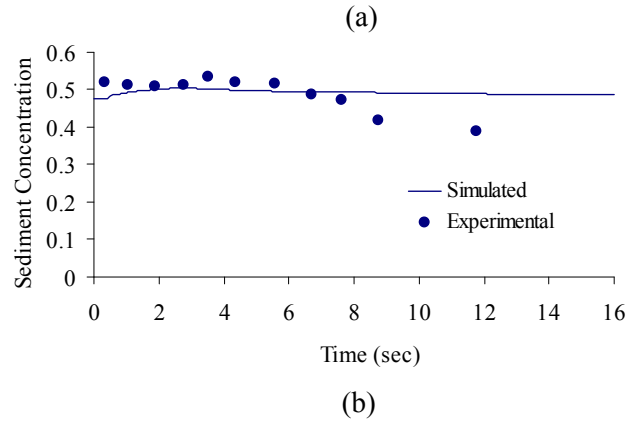 (a)
0.6
0.5
0.4
0.3
0.2
0.1
0
Sediment Concentration
Simulated
Experimental
0 2 4 6 8 10 12 14 16
Time (sec)
(b)